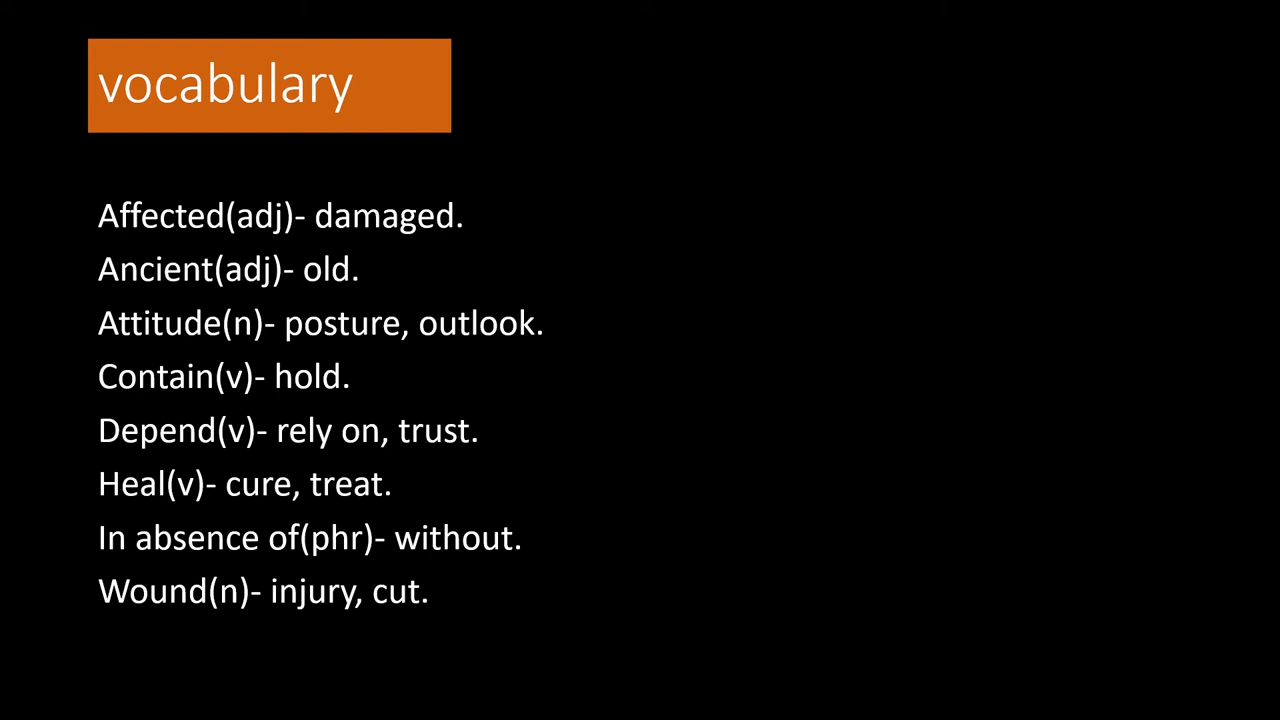 vocabulary
Affected(adj)- damaged.
Ancient(adj)- old.
Attitude(n)- posture, outlook.
Contain(v)- hold.
Depend(v)- rely on, trust.
Heal(v)- cure, treat.
In absence of(phr)- without.
Wound(n)- injury, cut.